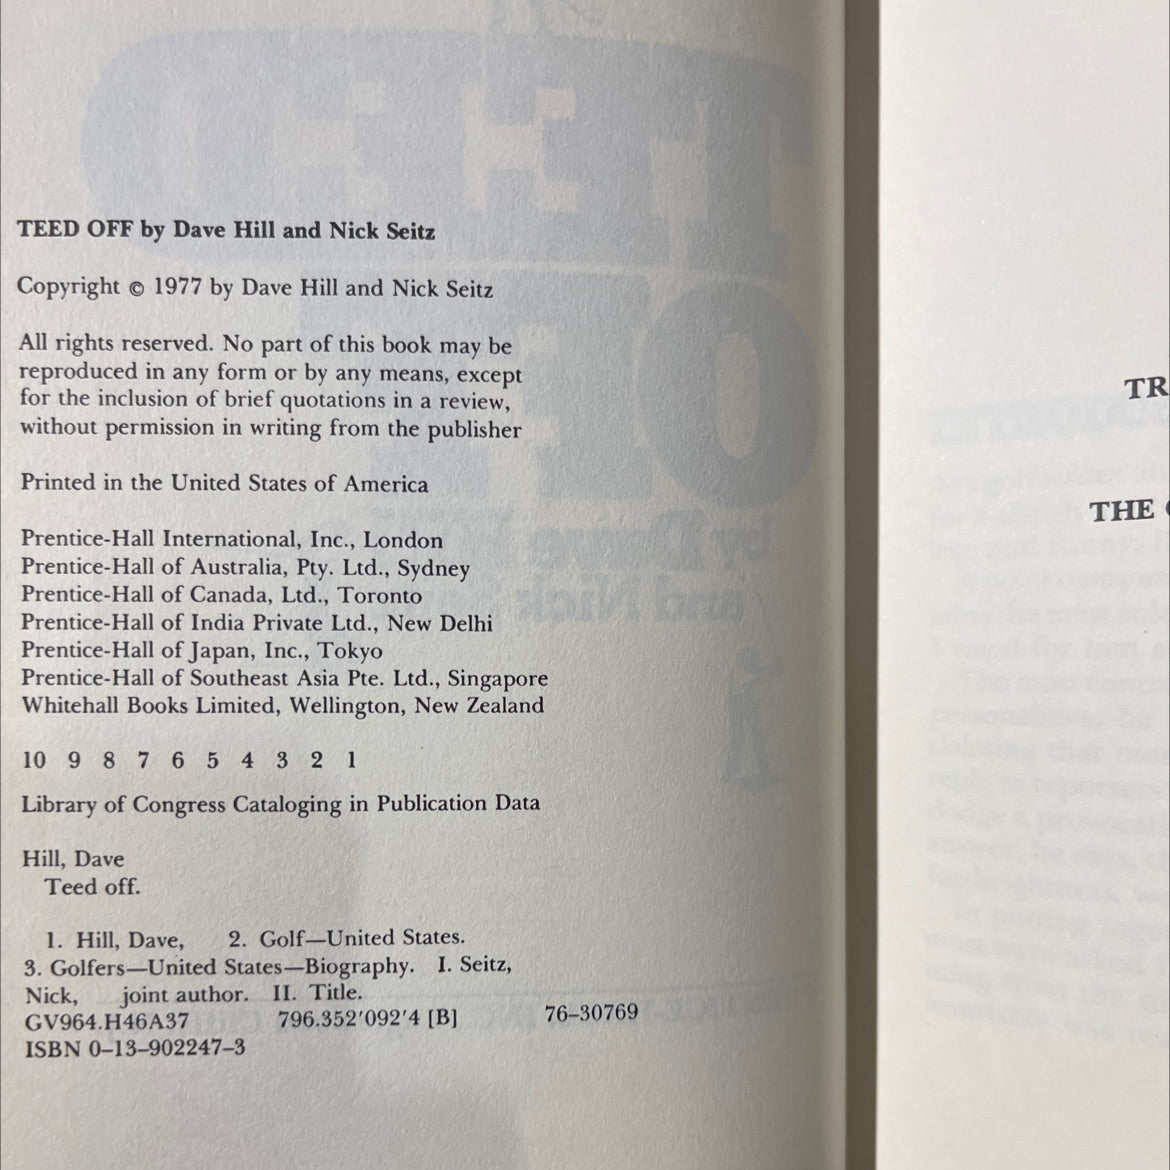 TEED OFF by Dave Hill and Nick Seitz
Copyright © 1977 by Dave Hill and Nick Seitz
All rights reserved. No part of this book may be
reproduced in any form or by any means, except
for the inclusion of brief quotations in a review,
without permission in writing from the publisher
Printed in the United States of America
Prentice-Hall International, Inc., London
Prentice-Hall of Australia, Pty. Ltd., Sydney
Prentice-Hall of Canada, Ltd., Toronto
Prentice-Hall of India Private Ltd., New Delhi
Prentice-Hall of Japan, Inc., Tokyo
Prentice-Hall of Southeast Asia Pte. Ltd., Singapore
Whitehall Books Limited, Wellington, New Zealand
10 9 8 7 6 5 4 3 2 1
Library of Congress Cataloging in Publication Data
Hill, Dave
Teed off.
1. Hill, Dave, 2. Golf—United States.
3. Golfers—United States—Biography. I. Seitz,
Nick, joint author. II. Title.
GV964.H46A37 796.352'092'4 [B] 76–30769
ISBN 0–13–902247–3
TR
THE